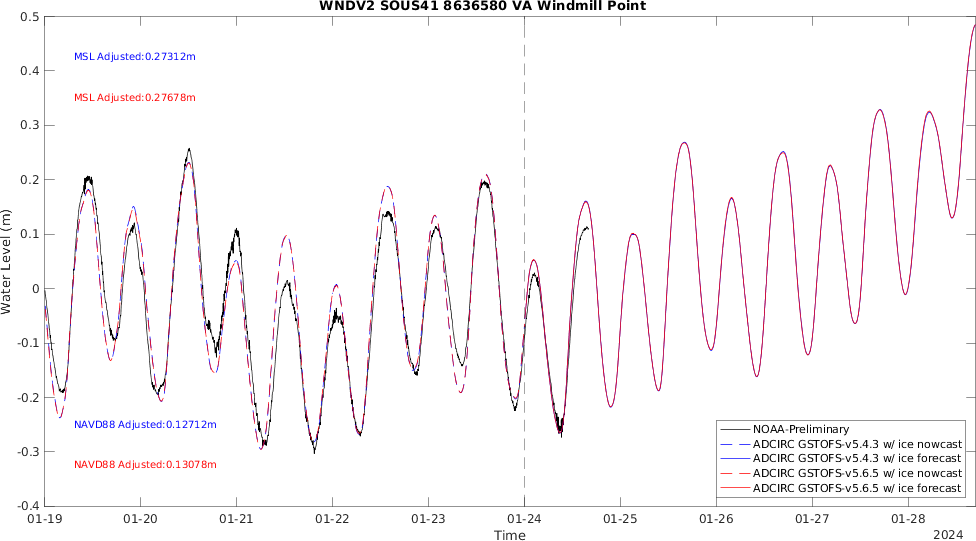 WNDV2 SOUS41 8636580 VA Windmill Point
0.5
0.4
0.3
0.2
0.1
0
-0.1
-0.2
-0.3
-0.4
Water Level (m)
MSL Adjusted:0.27312m
MSL Adjusted:0.27678m
NAVD88 Adjusted:0.12712m
NAVD88 Adjusted:0.13078m
NOAA-Preliminary
ADCIRC GSTOFS-v5.4.3 w/ ice nowcast
ADCIRC GSTOFS-v5.4.3 w/ ice forecast
ADCIRC GSTOFS-v5.6.5 w/ ice nowcast
ADCIRC GSTOFS-v5.6.5 w/ ice forecast
01-19 01-20 01-21 01-22 01-23 01-24 01-25 01-26 01-27 01-28
Time
2024